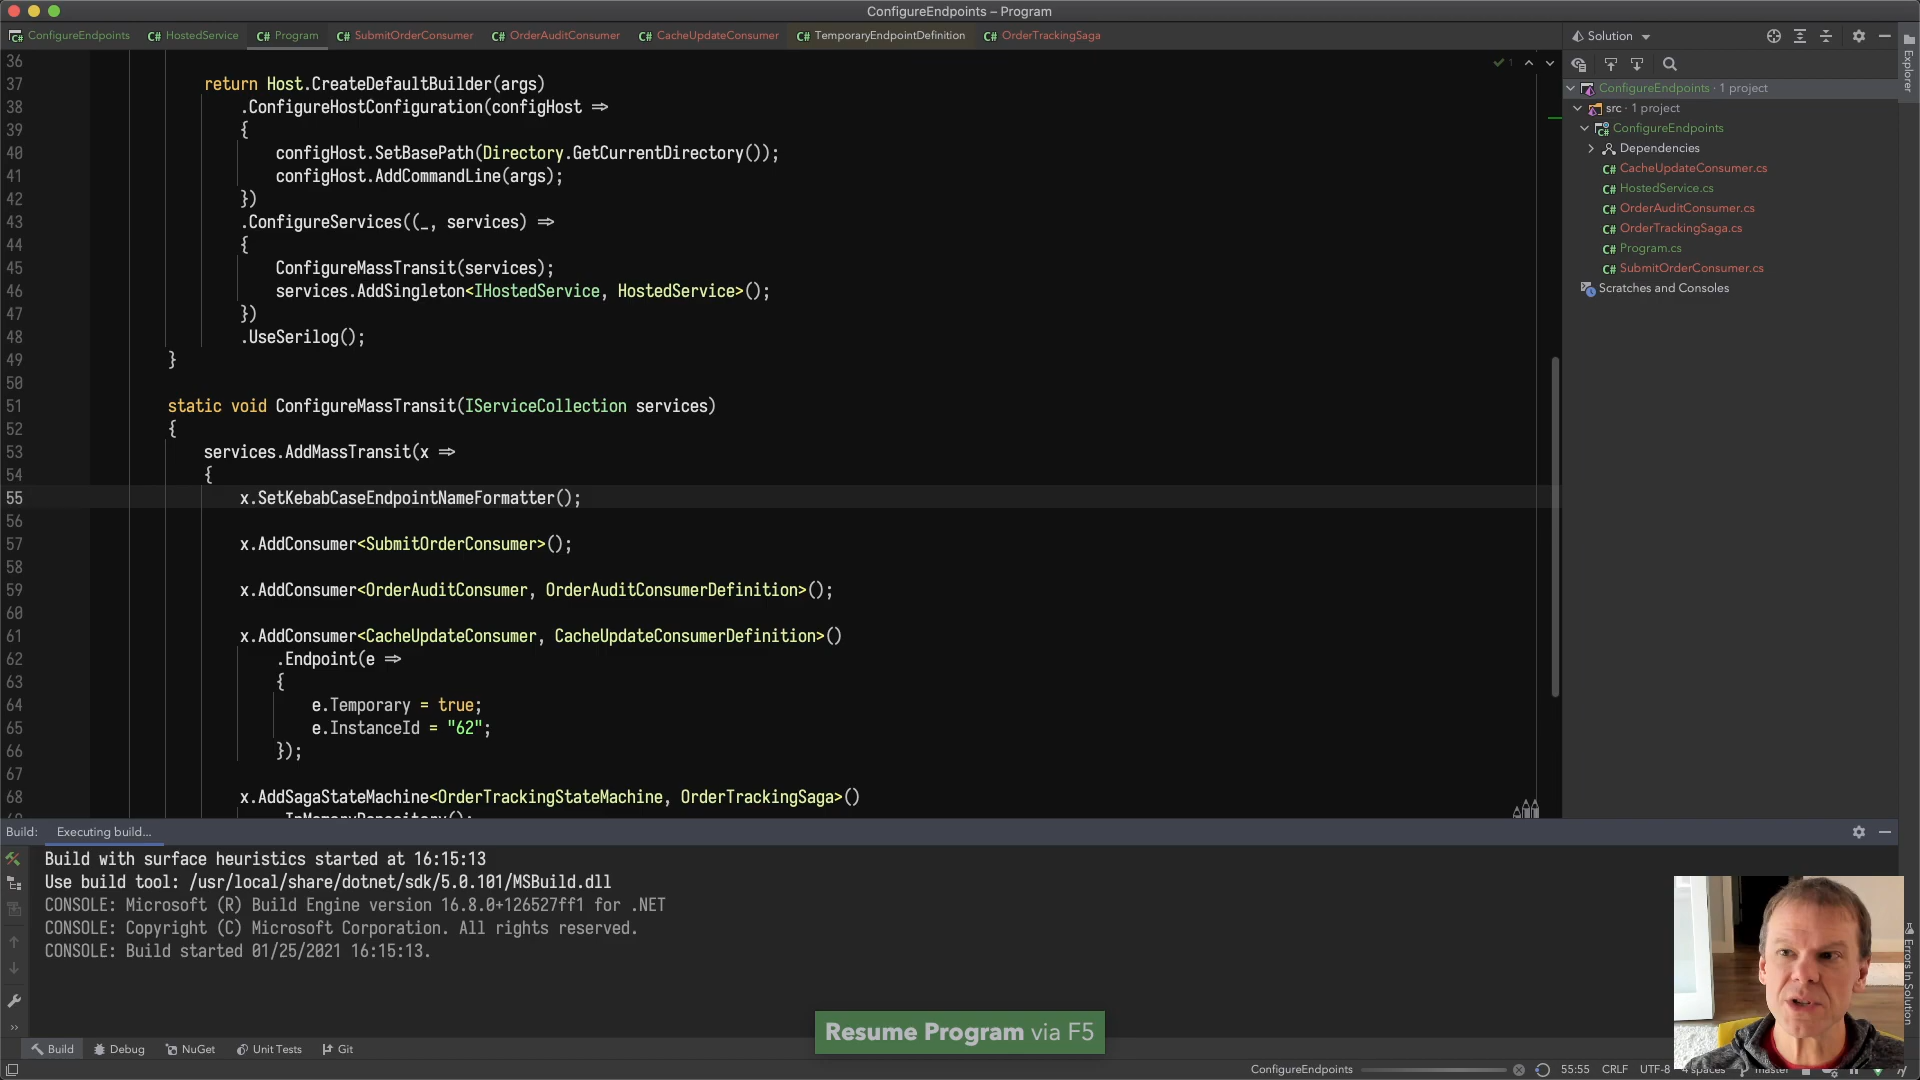 ConfigureEndpoints – Program
ConfigureEndpoints
C# HostedService
C# Program
C# SubmitOrderConsumer
C# OrderAuditConsumer
C# CacheUpdateConsumer
C# TemporaryEndpointDefinition
C# OrderTrackingSaga
Solution
Explorer
36
37 return Host.CreateDefaultBuilder(args)
38 .ConfigureHostConfiguration(configHost ⇒
39 {
40 configHost.SetBasePath(Directory.GetCurrentDirectory());
41 configHost.AddCommandLine(args);
42 })
43 .ConfigureServices((_, services) ⇒
44 {
45 ConfigureMassTransit(services);
46 services.AddSingleton<IHostedService, HostedService>();
47 })
48 .UseSerilog();
49 }
50
51 static void ConfigureMassTransit(IServiceCollection services)
52 {
53 services.AddMassTransit(x ⇒
54 {
55 x.SetKebabCaseEndpointNameFormatter();
56
57 x.AddConsumer<SubmitOrderConsumer>();
58
59 x.AddConsumer<OrderAuditConsumer, OrderAuditConsumerDefinition>();
60
61 x.AddConsumer<CacheUpdateConsumer, CacheUpdateConsumerDefinition>()
62 .Endpoint(e ⇒
63 {
64 e.Temporary = true;
65 e.InstanceId = "62";
66 });
67
68 x.AddSagaStateMachine<OrderTrackingStateMachine, OrderTrackingSaga>()
1
ConfigureEndpoints · 1 project
src · 1 project
ConfigureEndpoints
Dependencies
C# CacheUpdateConsumer.cs
C# HostedService.cs
C# OrderAuditConsumer.cs
C# OrderTrackingSaga.cs
C# Program.cs
C# SubmitOrderConsumer.cs
Scratches and Consoles
Build: Executing build...
Build with surface heuristics started at 16:15:13
Use build tool: /usr/local/share/dotnet/sdk/5.0.101/MSBuild.dll
CONSOLE: Microsoft (R) Build Engine version 16.8.0+126527ff1 for .NET
CONSOLE: Copyright (C) Microsoft Corporation. All rights reserved.
CONSOLE: Build started 01/25/2021 16:15:13.
Errors In Solution
Resume Program via F5
Build
Debug
NuGet
Unit Tests
Git
ConfigureEndpoints
55:55 CRLF UTF-8 4 spaces master